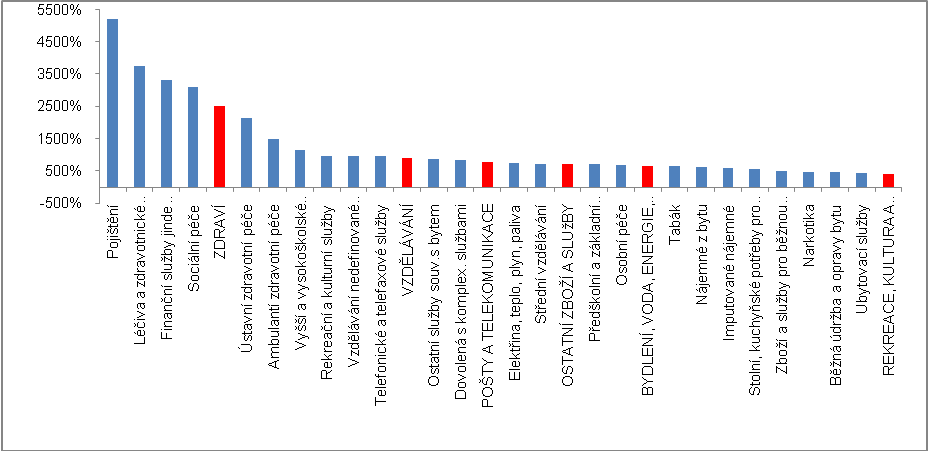 5500%
4500%
3500%
2500%
1500%
500%
-500%
Pojištění
Léčiva a zdravotnické..
Finanční služby jinde..
Sociální péče
ZDRAVÍ
Ústavní zdravotní péče
Ambulantí zdravotní péče
Vyšší a vysokoškolské..
Rekreační a kulturní služby
Vzdělávání nedefinované..
Telefonické a telefaxové služby
VZDĚLÁVÁNÍ
Ostatní služby souv.s bytem
Dovolená s komplex. službami
POŠTY A TELEKOMUNIKACE
Elektřina, teplo, plyn, paliva
Střední vzdělávání
OSTATNÍ ZBOŽÍ A SLUŽBY
Předškolní a základní..
Osobní péče
BYDLENÍ, VODA, ENERGIE,..
Tabák
Nájemné z bytu
Imputované nájemné
Stolní, kuchyňské potřeby pro..
Zboží a služby pro běžnou..
Narkotika
Běžná údržba a opravy bytu
Ubytovací služby
REKREACE, KULTURA A..